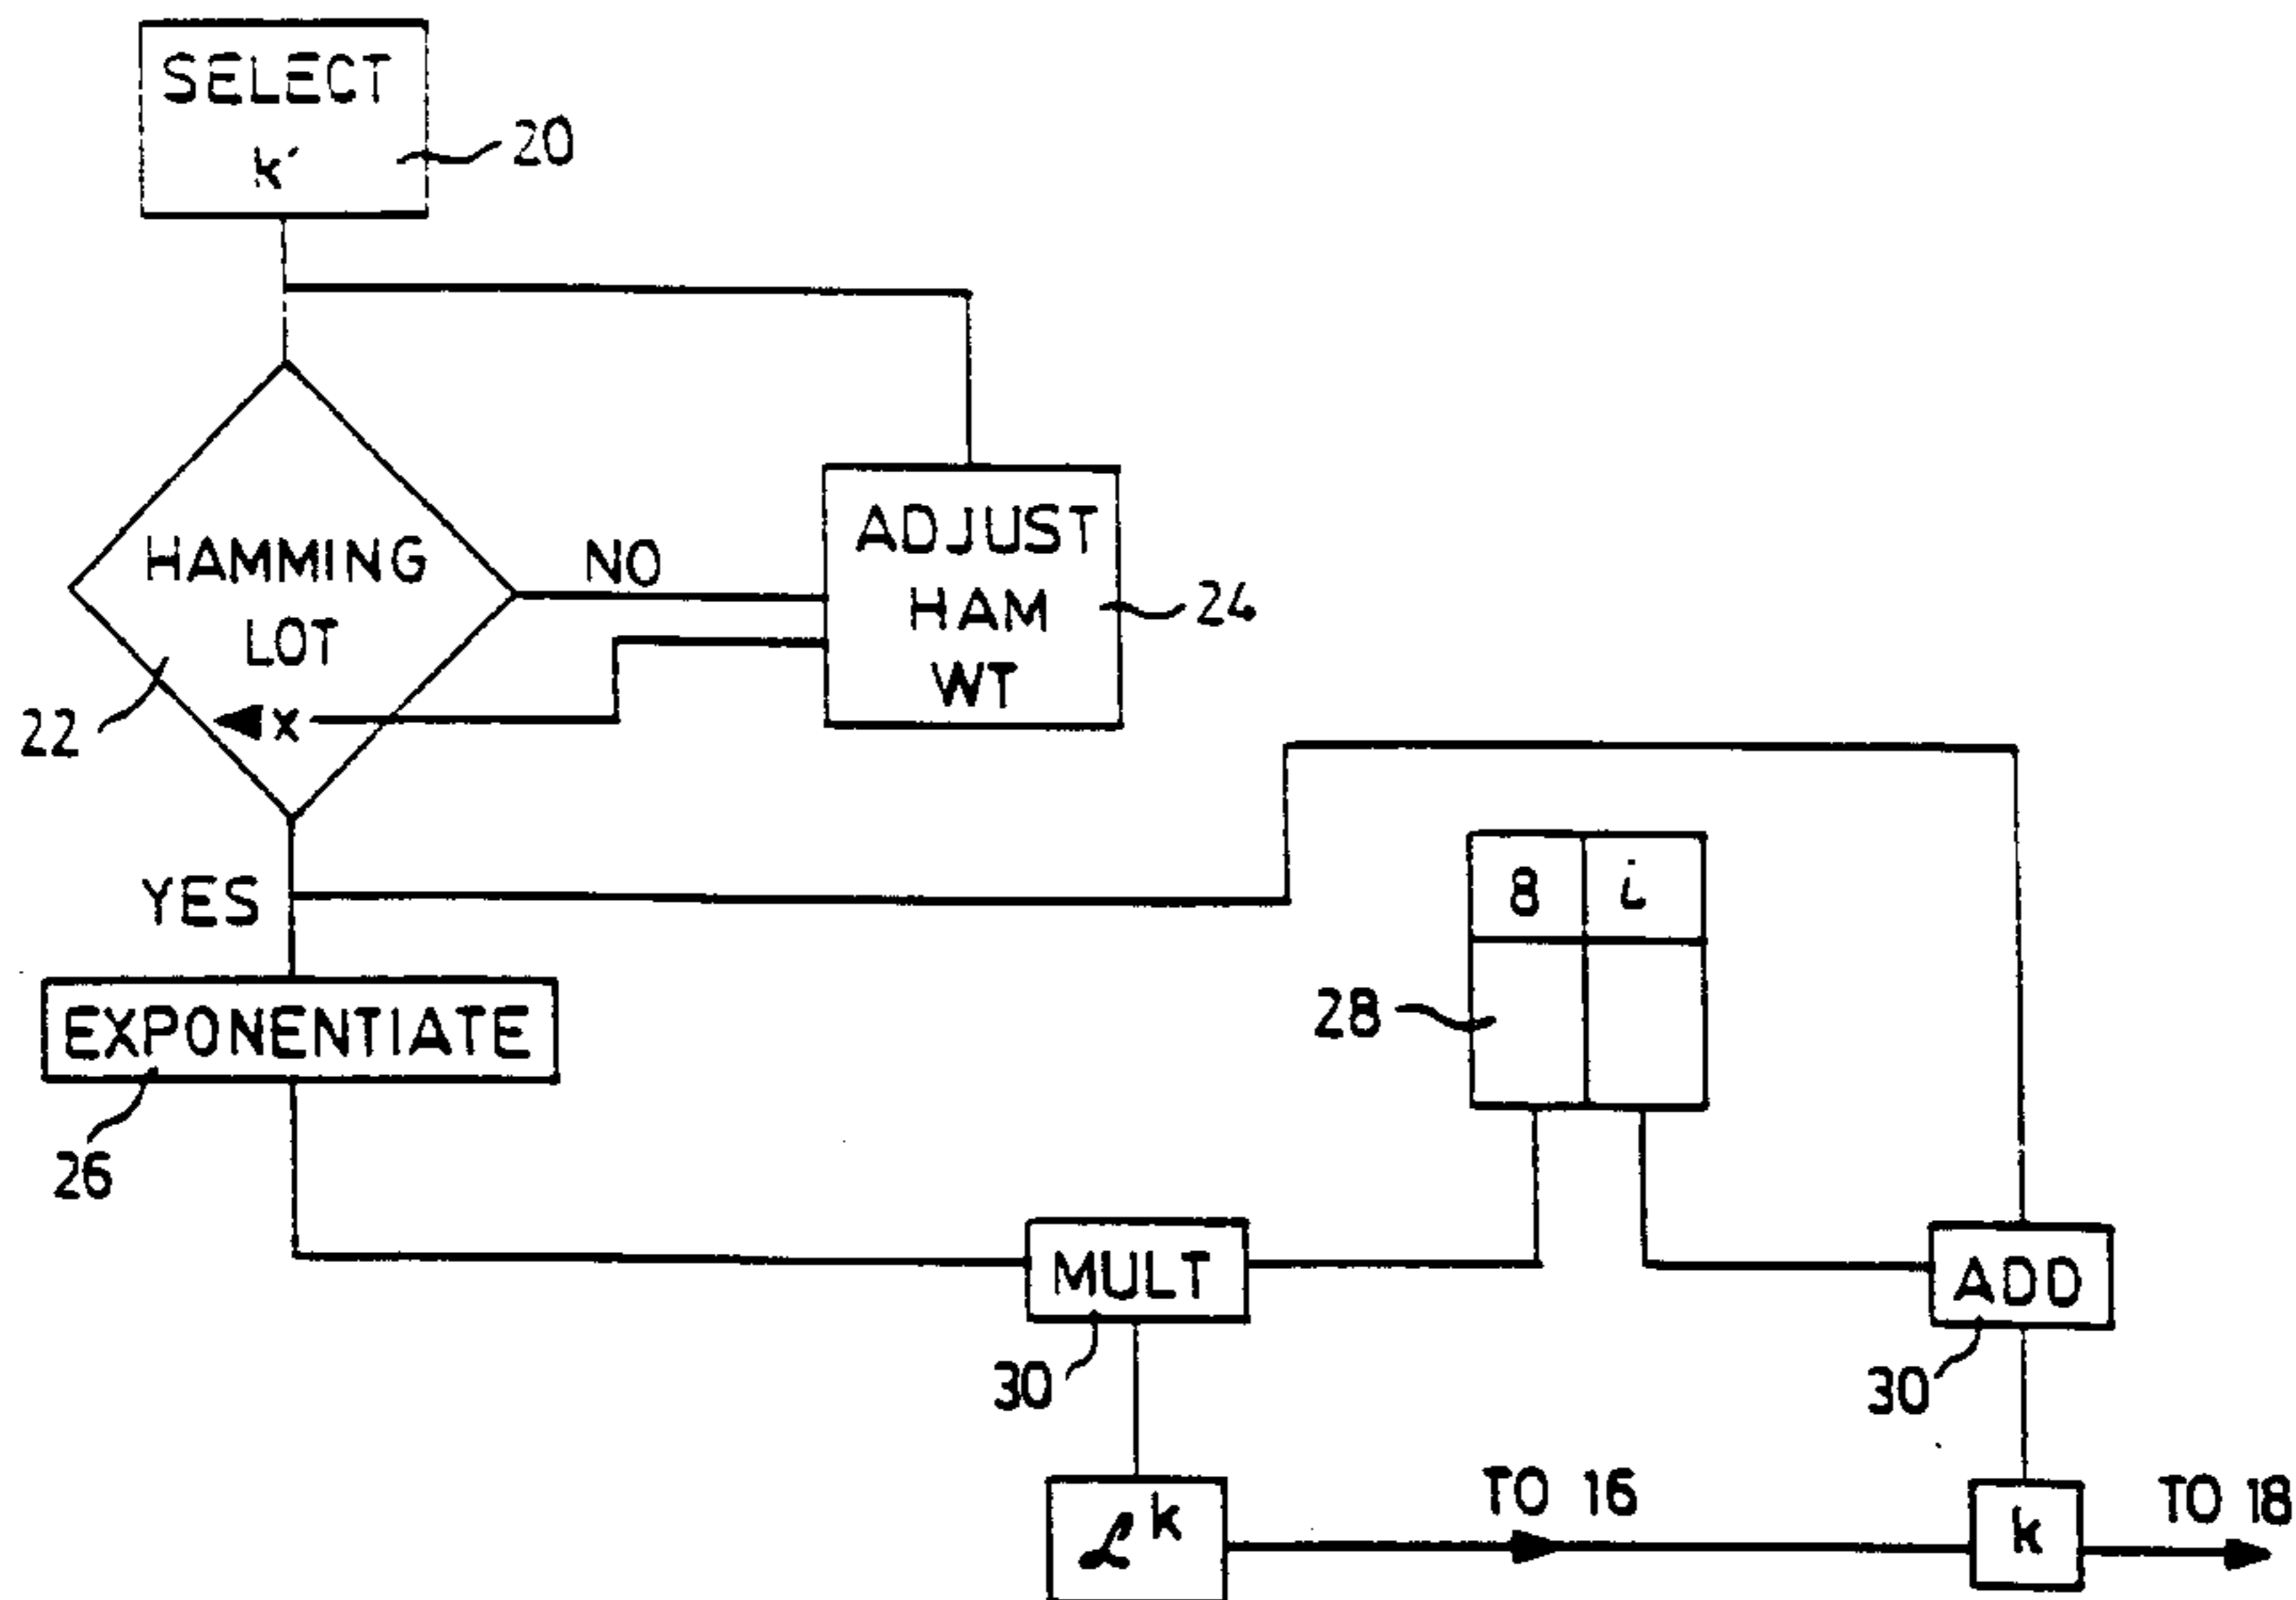 SELECT
k′
20
HAMMING
LOT
x
22
NO
ADJUST
HAM
WT
24
YES
EXPONENTIATE
26
8 i
28
MULT
30
ADD
30
k
TO 16
k
TO 18